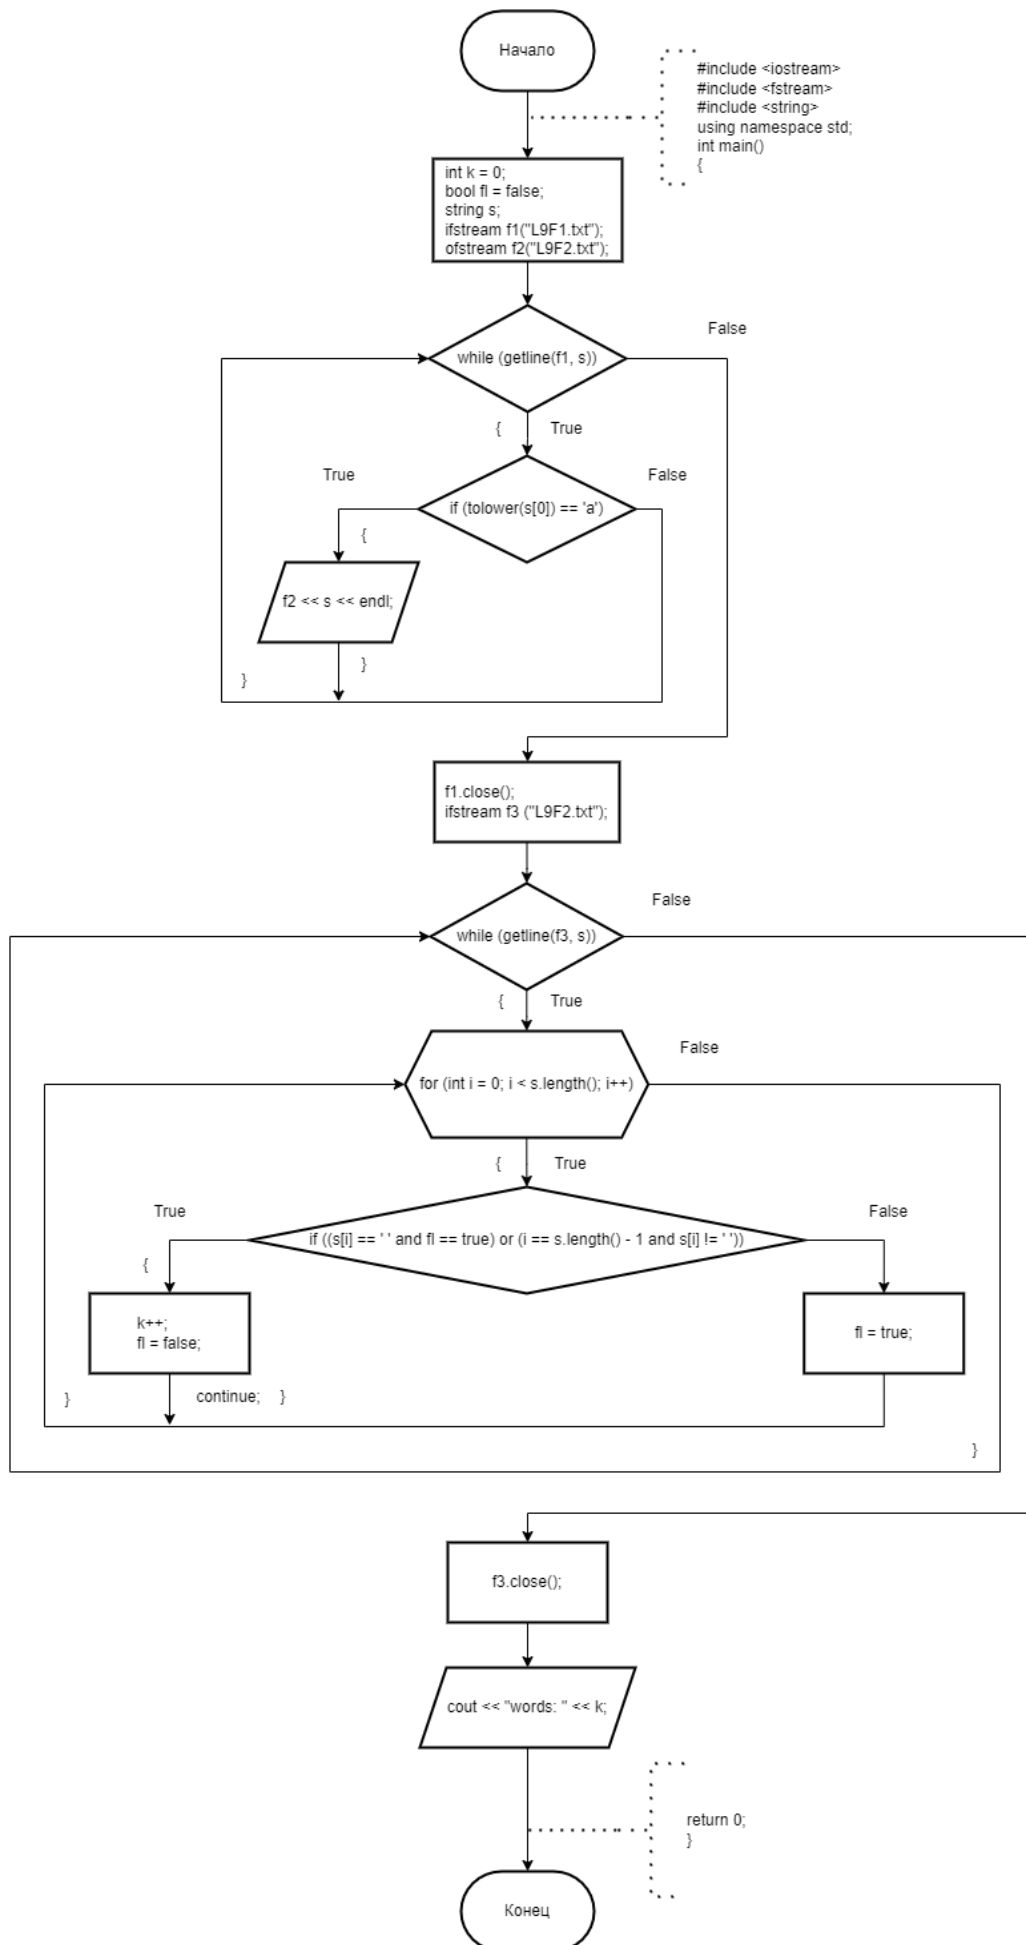 Начало
#include <iostream>
#include <fstream>
#include <string>
using namespace std;
int main()
{
int k = 0;
bool fl = false;
string s;
ifstream f1("L9F1.txt");
ofstream f2("L9F2.txt");
False
while (getline(f1, s))
{
True
True
False
if (tolower(s[0]) == 'a')
{
f2 << s << endl;
}
}
f1.close();
ifstream f3 ("L9F2.txt");
False
while (getline(f3, s))
{
True
False
for (int i = 0; i < s.length(); i++)
{
True
True
False
if ((s[i] == ' ' and fl == true) or (i == s.length() - 1 and s[i] != ' '))
{
k++;
fl = false;
fl = true;
}
continue;
}
}
f3.close();
cout << "words: " << k;
return 0;
}
Конец